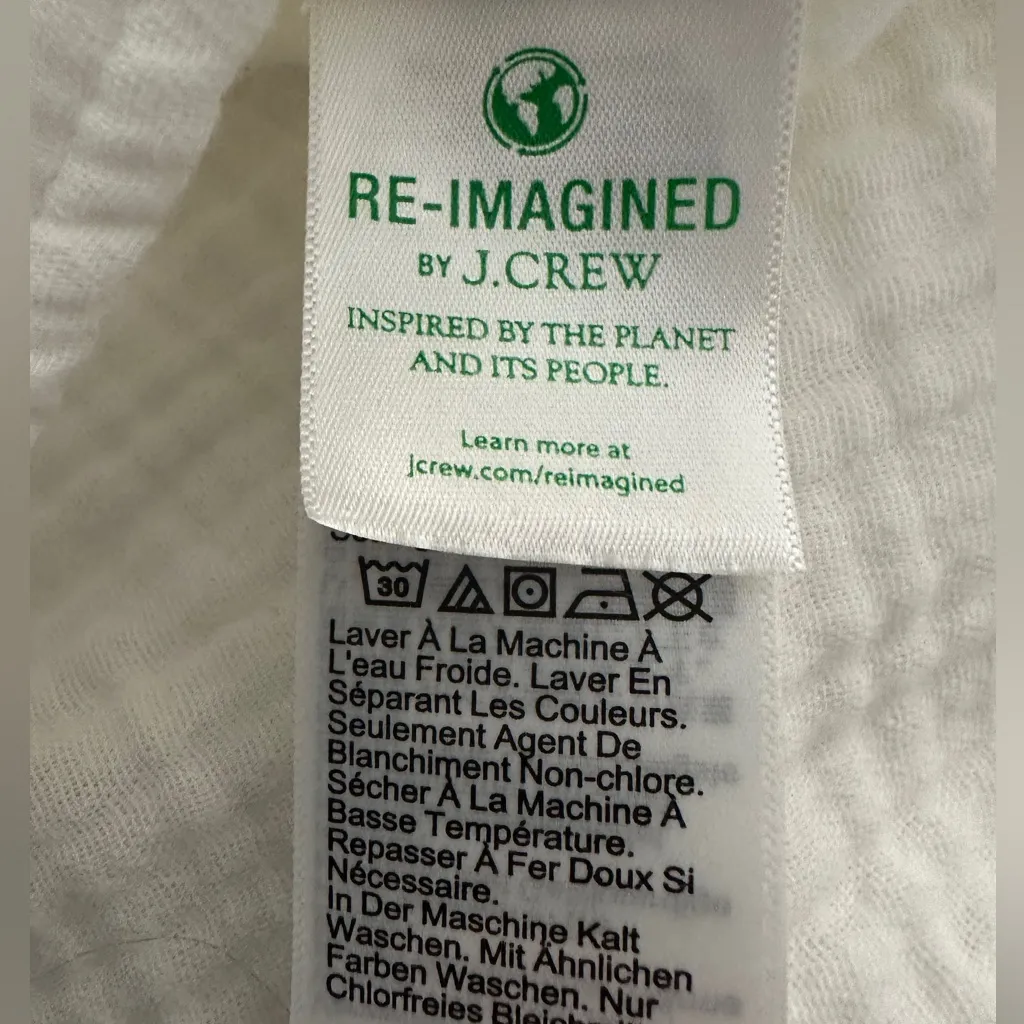 RE-IMAGINED
BY J.CREW
INSPIRED BY THE PLANET
AND ITS PEOPLE.
Learn more at
jcrew.com/reimagined
30
Laver À La Machine À
L'eau Froide. Laver En
Séparant Les Couleurs.
Seulement Agent De
Blanchiment Non-chlore.
Sécher À La Machine À
Basse Température.
Repasser À Fer Doux Si
Nécessaire.
In Der Maschine Kalt
Waschen. Mit Ähnlichen
Farben Waschen. Nur
Chlorfreies